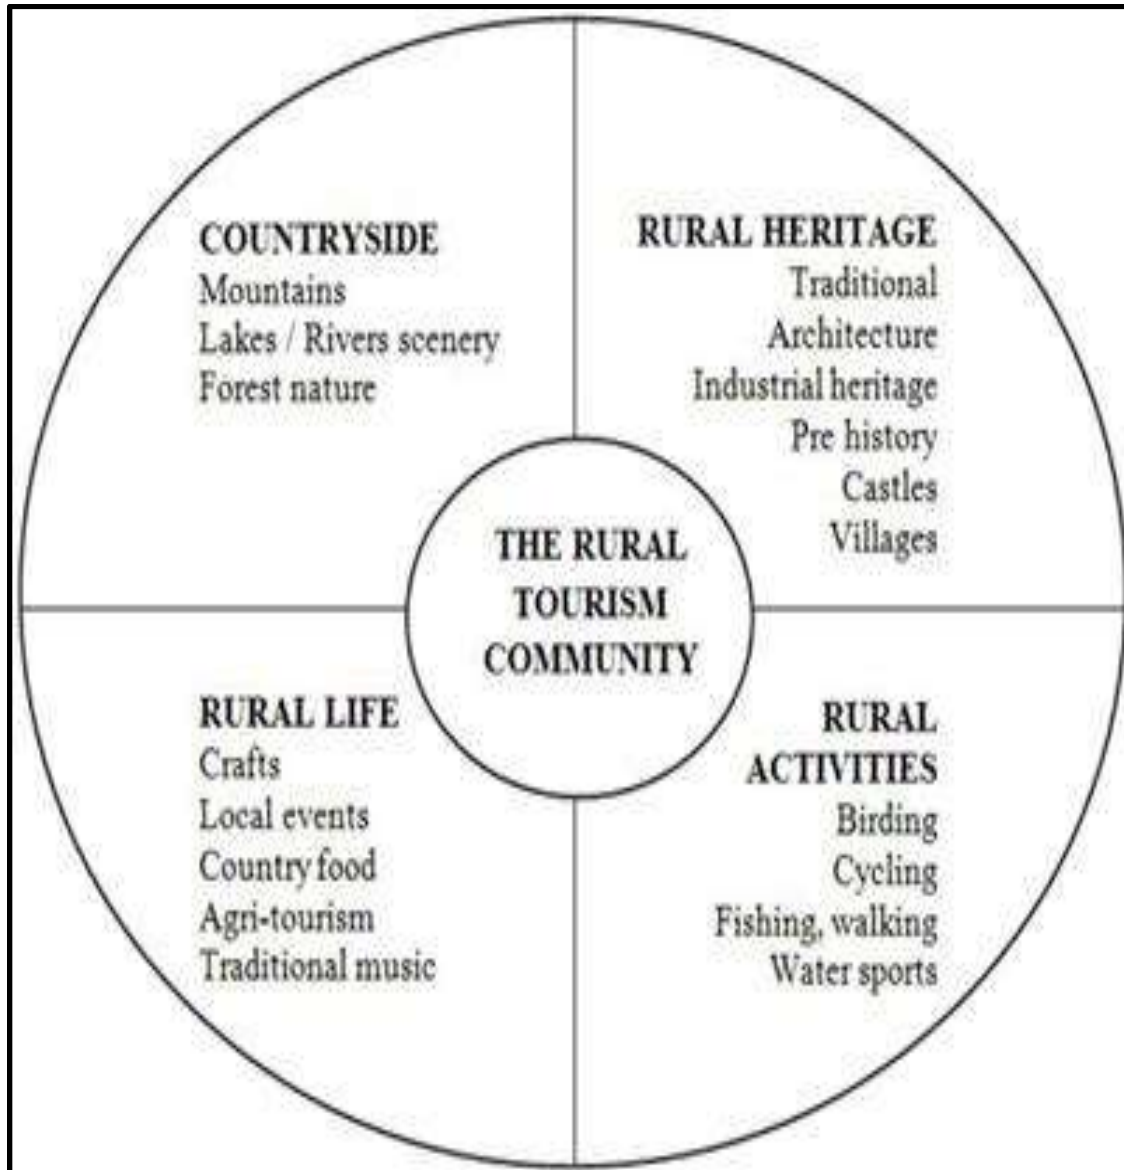 COUNTRYSIDE
Mountains
Lakes / Rivers scenery
Forest nature
RURAL HERITAGE
Traditional
Architecture
Industrial heritage
Pre history
Castles
Villages
THE RURAL
TOURISM
COMMUNITY
RURAL LIFE
Crafts
Local events
Country food
Agri-tourism
Traditional music
RURAL
ACTIVITIES
Birding
Cycling
Fishing, walking
Water sports